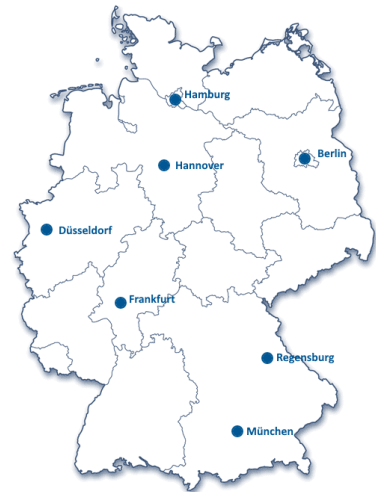 Hamburg
Berlin
Hannover
Düsseldorf
Frankfurt
Regensburg
München